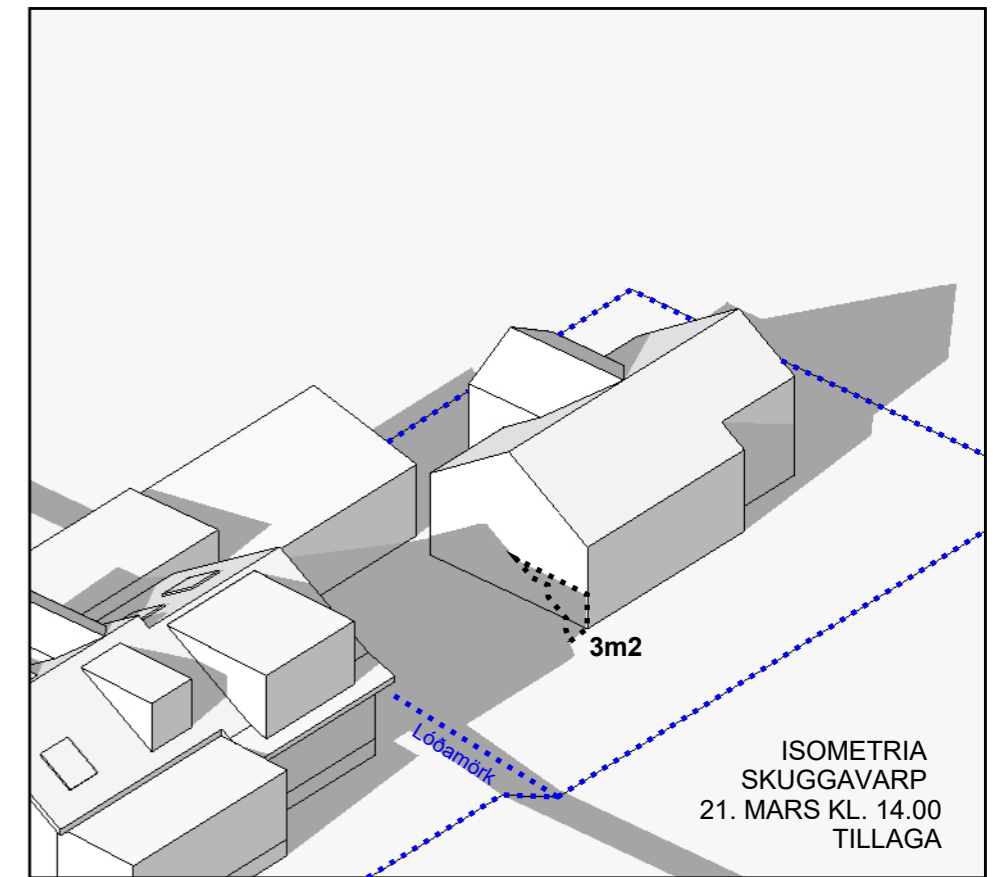 3m2
Lóðamörk
ISOMETRIA
SKUGGAVARP
21. MARS KL. 14.00
TILLAGA